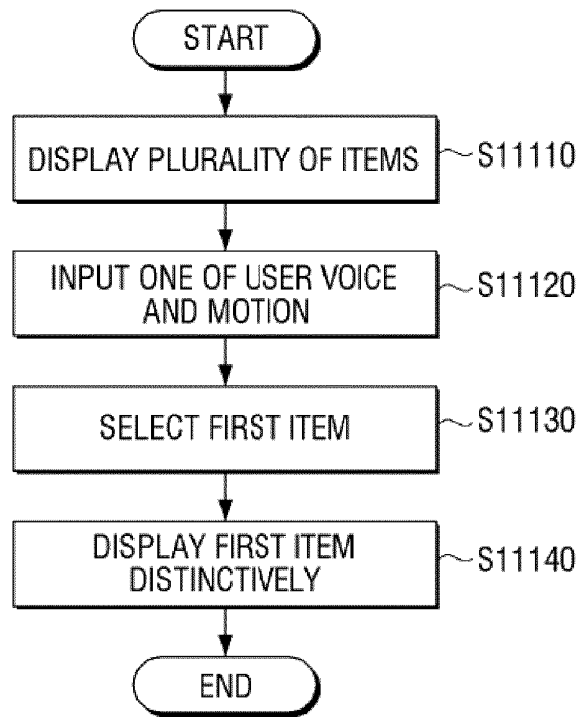 START
DISPLAY PLURALITY OF ITEMS
S11110
INPUT ONE OF USER VOICE
AND MOTION
S11120
SELECT FIRST ITEM
S11130
DISPLAY FIRST ITEM
DISTINCTIVELY
S11140
END